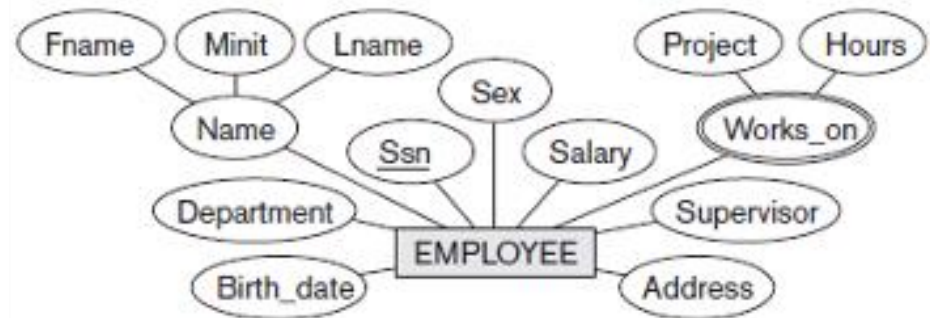 Fname Minit Lname Project Hours
Sex
Name Ssn Salary Works_on
Department Supervisor
EMPLOYEE
Birth_date Address